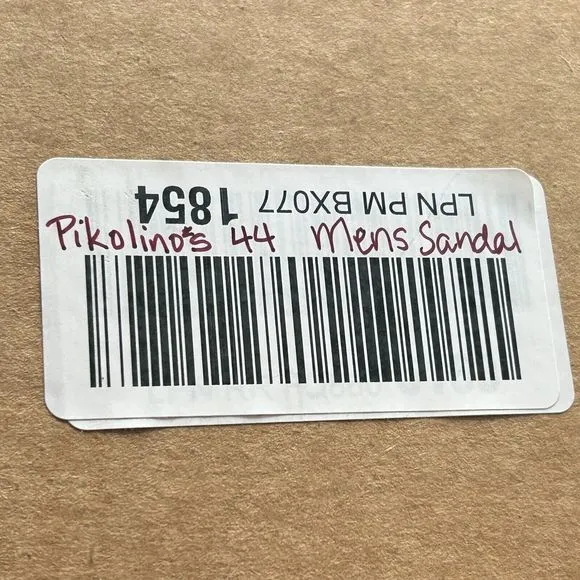 LPN PM BX077 1854
Pikolino's 44 Mens Sandal